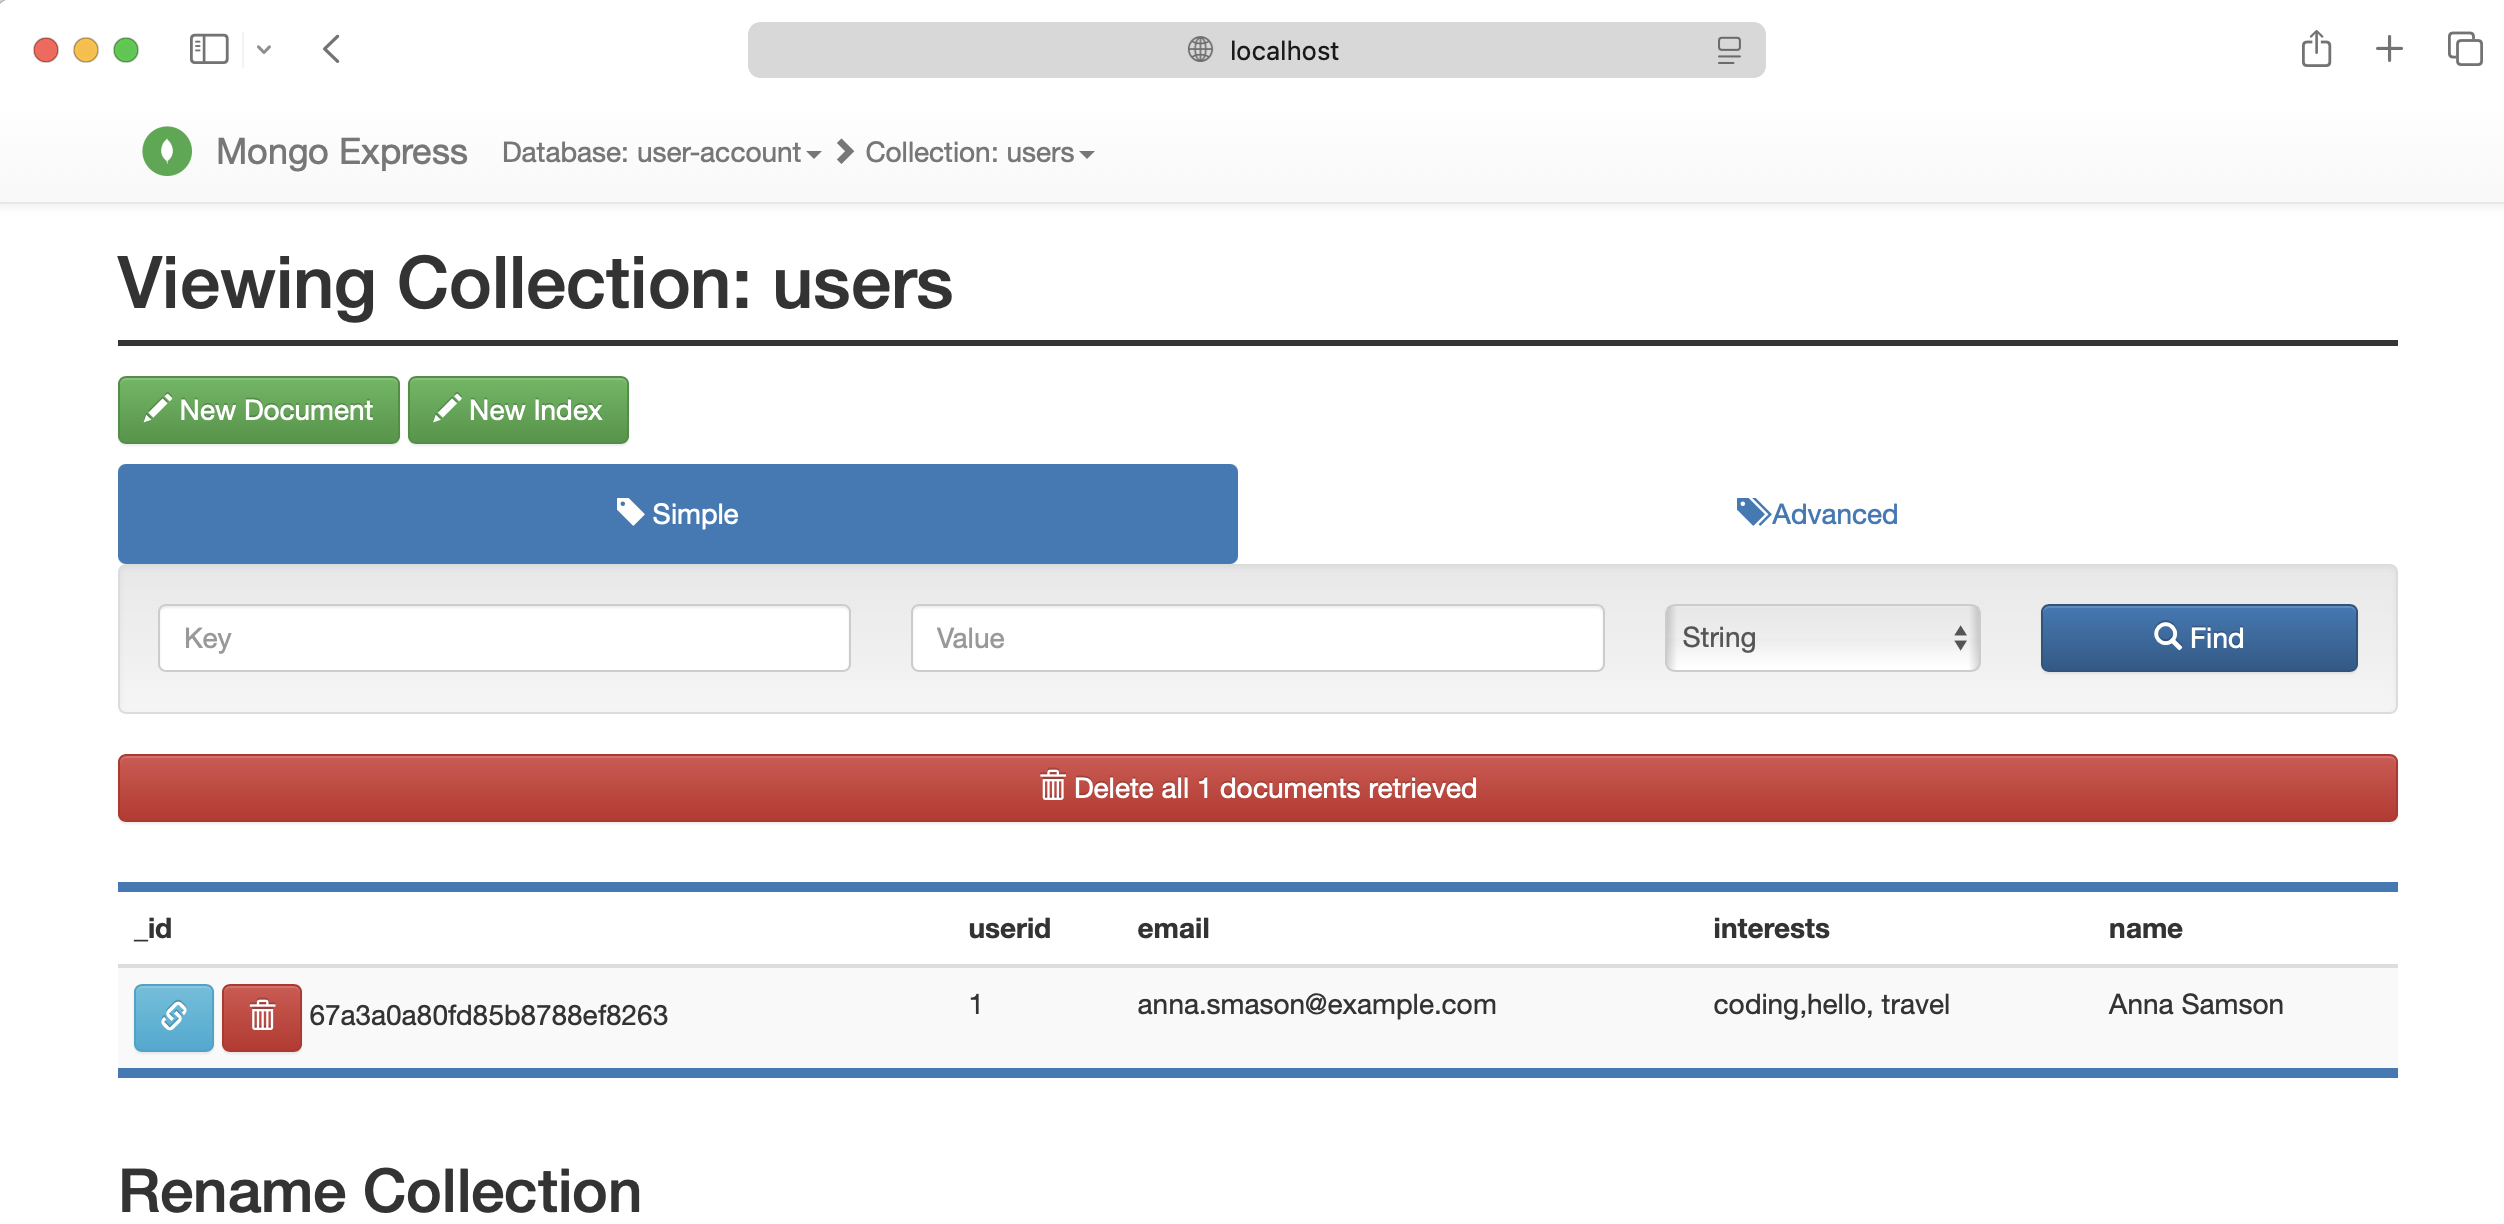 localhost
Mongo Express Database: user-account Collection: users
Viewing Collection: users
New Document New Index
Simple Advanced
Key Value String Find
Delete all 1 documents retrieved
_id userid email interests name
67a3a0a80fd85b8788ef8263 1 anna.smason@example.com coding,hello, travel Anna Samson
Rename Collection